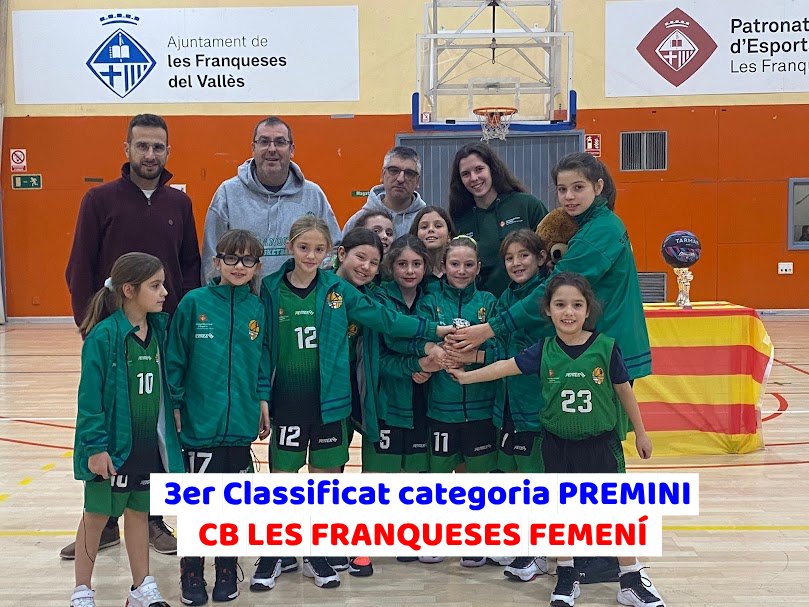 Ajuntament de
les Franqueses
del Vallès
Patronat
d'Esport
Les Franq
TARMAK
10
12
23
12
5
11
17
10
3er Classificat categoria PREMINI
CB LES FRANQUESES FEMENÍ